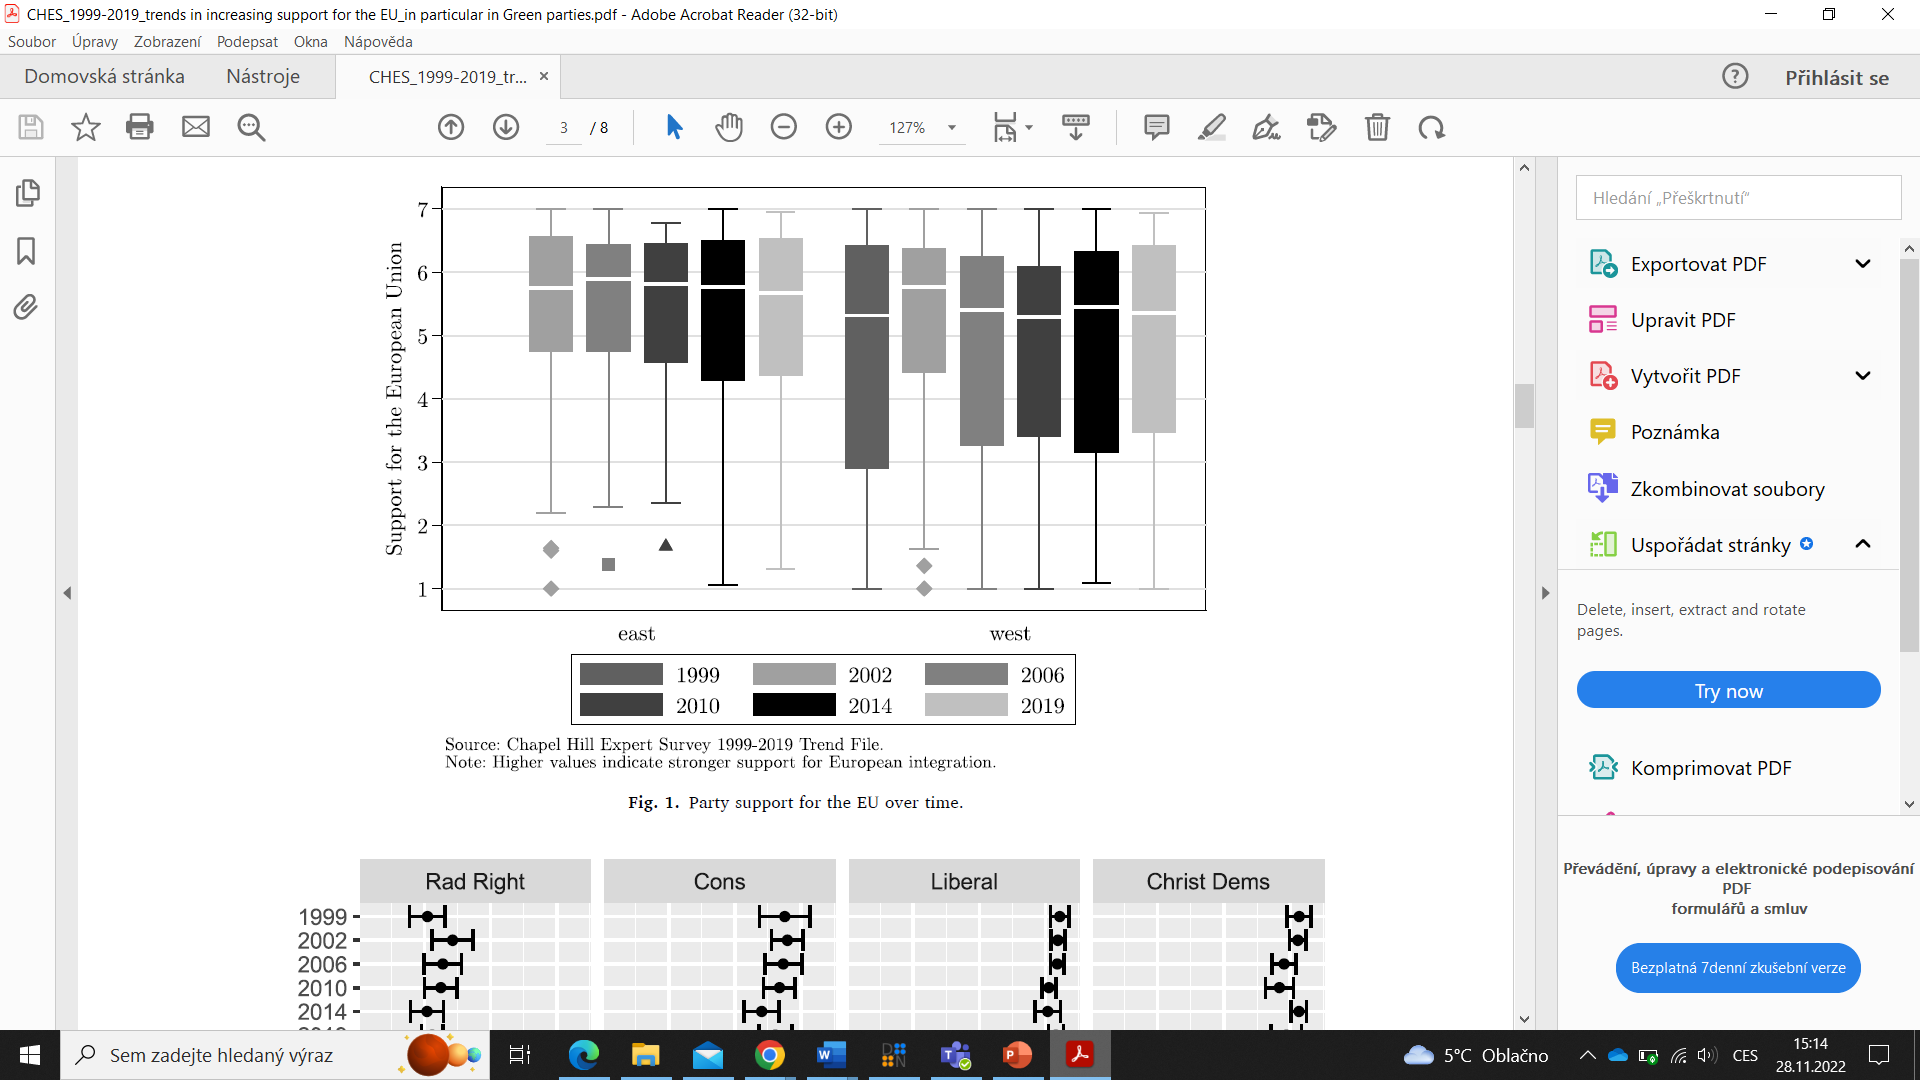 CHES_1999-2019_trends in increasing support for the EU_in particular in Green parties.pdf - Adobe Acrobat Reader (32-bit)
Soubor Úpravy Zobrazení Podepsat Okna Nápověda
Domovská stránka Nástroje CHES_1999-2019_tr... × Přihlásit se
3 / 8 127%
7
6
5
4
3
2
1
Support for the European Union
east west
1999 2002 2006
2010 2014 2019
Source: Chapel Hill Expert Survey 1999-2019 Trend File.
Note: Higher values indicate stronger support for European integration.
Fig. 1. Party support for the EU over time.
Rad Right Cons Liberal Christ Dems
1999
2002
2006
2010
2014
Hledání „Přeškrtnutí“
Exportovat PDF
Upravit PDF
Vytvořit PDF
Poznámka
Zkombinovat soubory
Uspořádat stránky
Delete, insert, extract and rotate
pages.
Try now
Komprimovat PDF
Převádění, úpravy a elektronické podepisování
PDF
formulářů a smluv
Bezplatná 7denní zkušební verze
Sem zadejte hledaný výraz
5°C Oblačno
CES
15:14
28.11.2022